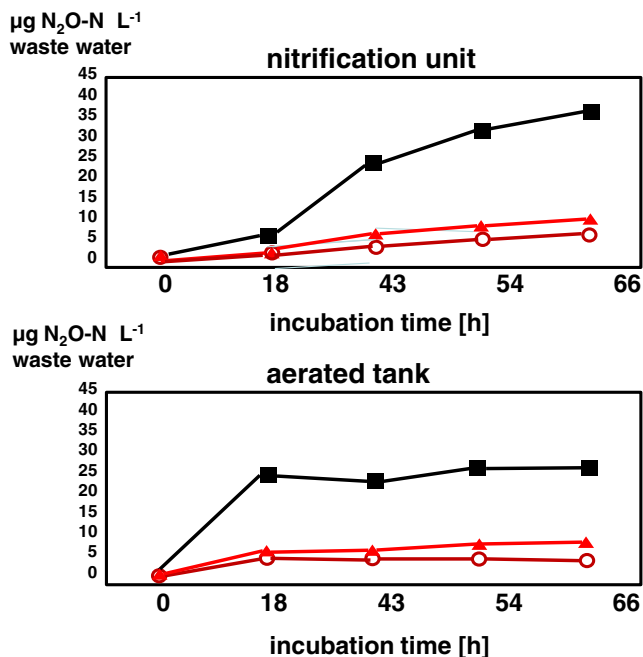 µg N₂O-N L⁻¹
waste water
nitrification unit
45
40
35
30
25
20
15
10
5
0
0 18 43 54 66
incubation time [h]
µg N₂O-N L⁻¹
waste water
aerated tank
45
40
35
30
25
20
15
10
5
0
0 18 43 54 66
incubation time [h]